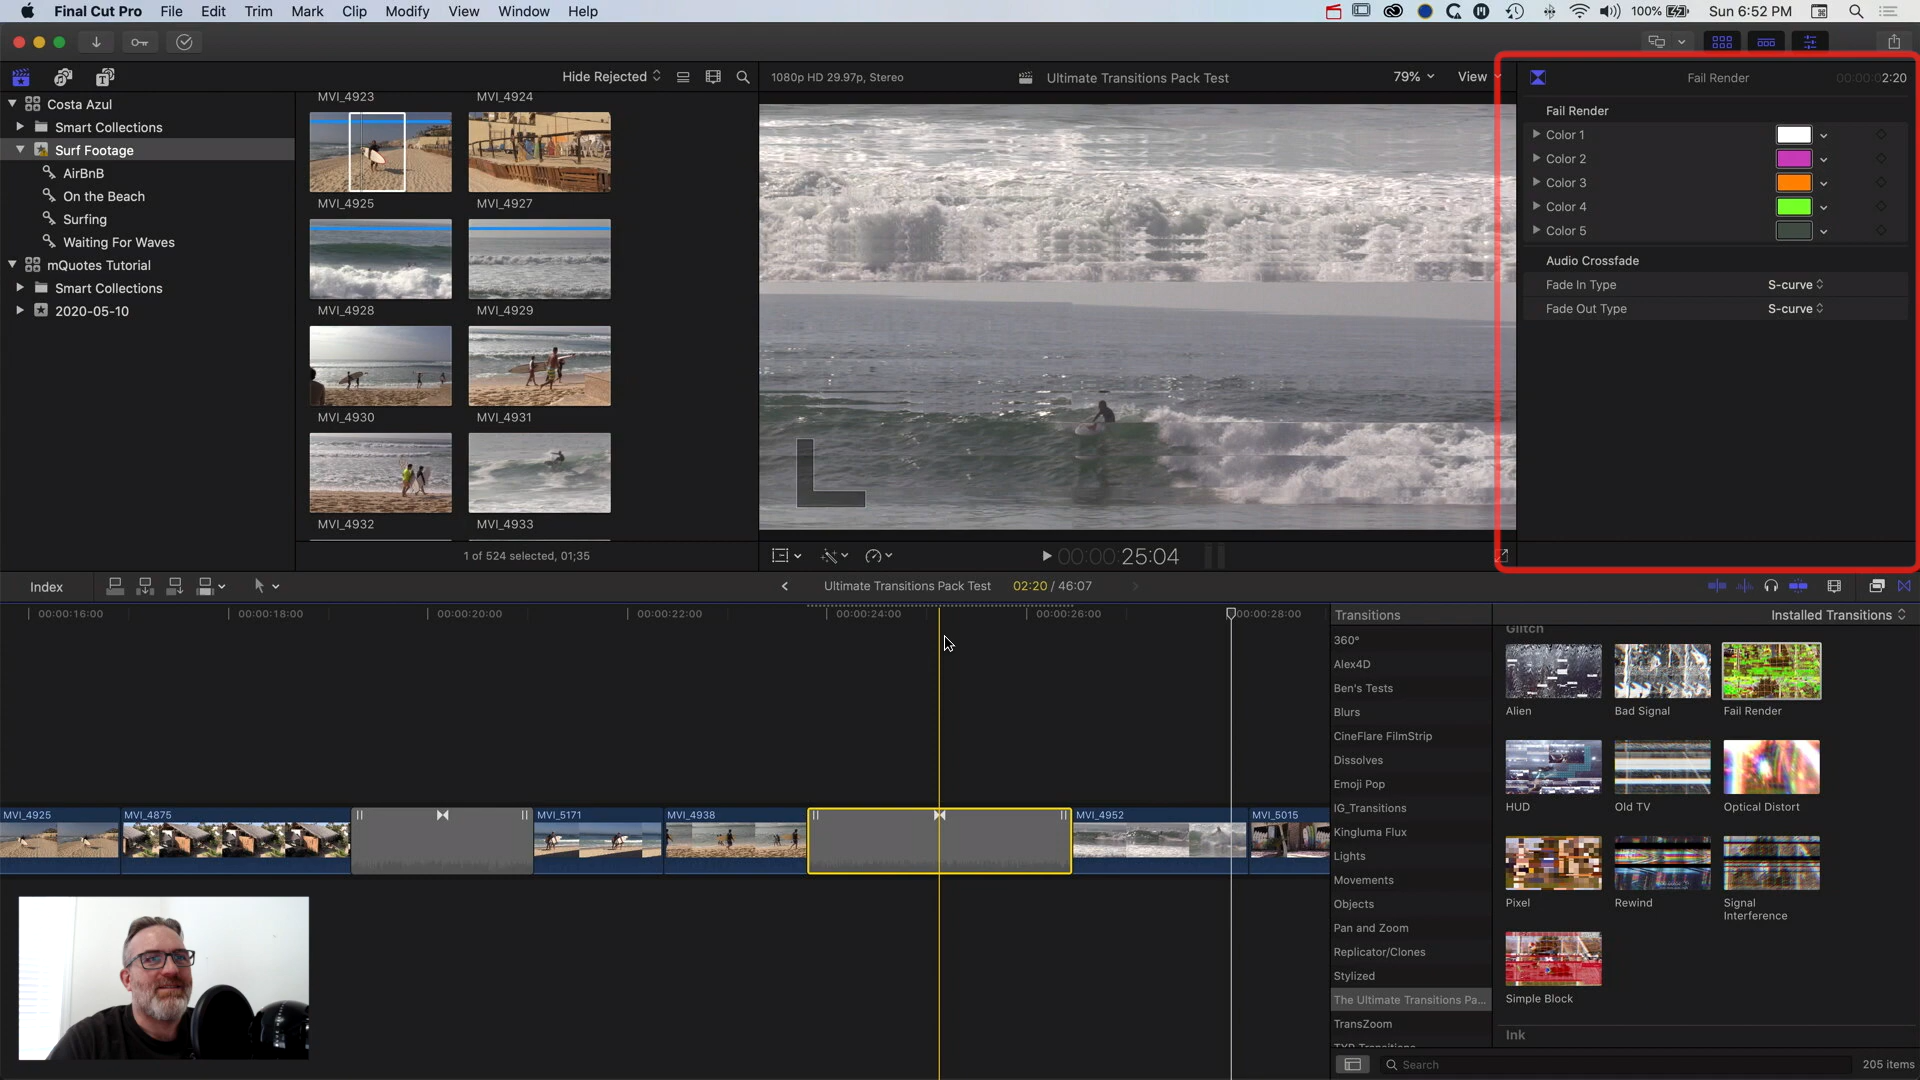 Final Cut Pro File Edit Trim Mark Clip Modify View Window Help
100% Sun 6:52 PM
Hide Rejected
1080p HD 29.97p, Stereo
Ultimate Transitions Pack Test
79% View
Fail Render
00:00:02:20
Costa Azul
Smart Collections
Surf Footage
AirBnB
On the Beach
Surfing
Waiting For Waves
mQuotes Tutorial
Smart Collections
2020-05-10
MVI_4923 MVI_4924
MVI_4925 MVI_4927
MVI_4928 MVI_4929
MVI_4930 MVI_4931
MVI_4932 MVI_4933
1 of 524 selected, 01;35
00:00:25:04
Fail Render
Color 1
Color 2
Color 3
Color 4
Color 5
Audio Crossfade
Fade In Type S-curve
Fade Out Type S-curve
Index
Ultimate Transitions Pack Test 02:20 / 46:07
00:00:16:00 00:00:18:00 00:00:20:00 00:00:22:00 00:00:24:00 00:00:26:00 00:00:28:00
MVI_4925 MVI_4875 MVI_5171 MVI_4938 MVI_4952 MVI_5015
Transitions
Installed Transitions
360°
Alex4D
Ben's Tests
Blurs
CineFlare FilmStrip
Dissolves
Emoji Pop
IG_Transitions
Kingluma Flux
Lights
Movements
Objects
Pan and Zoom
Replicator/Clones
Stylized
The Ultimate Transitions Pa...
TransZoom
TYP Transitions
Glitch
Alien Bad Signal Fail Render
HUD Old TV Optical Distort
Pixel Rewind Signal
Interference
Simple Block
Ink
Search
205 items